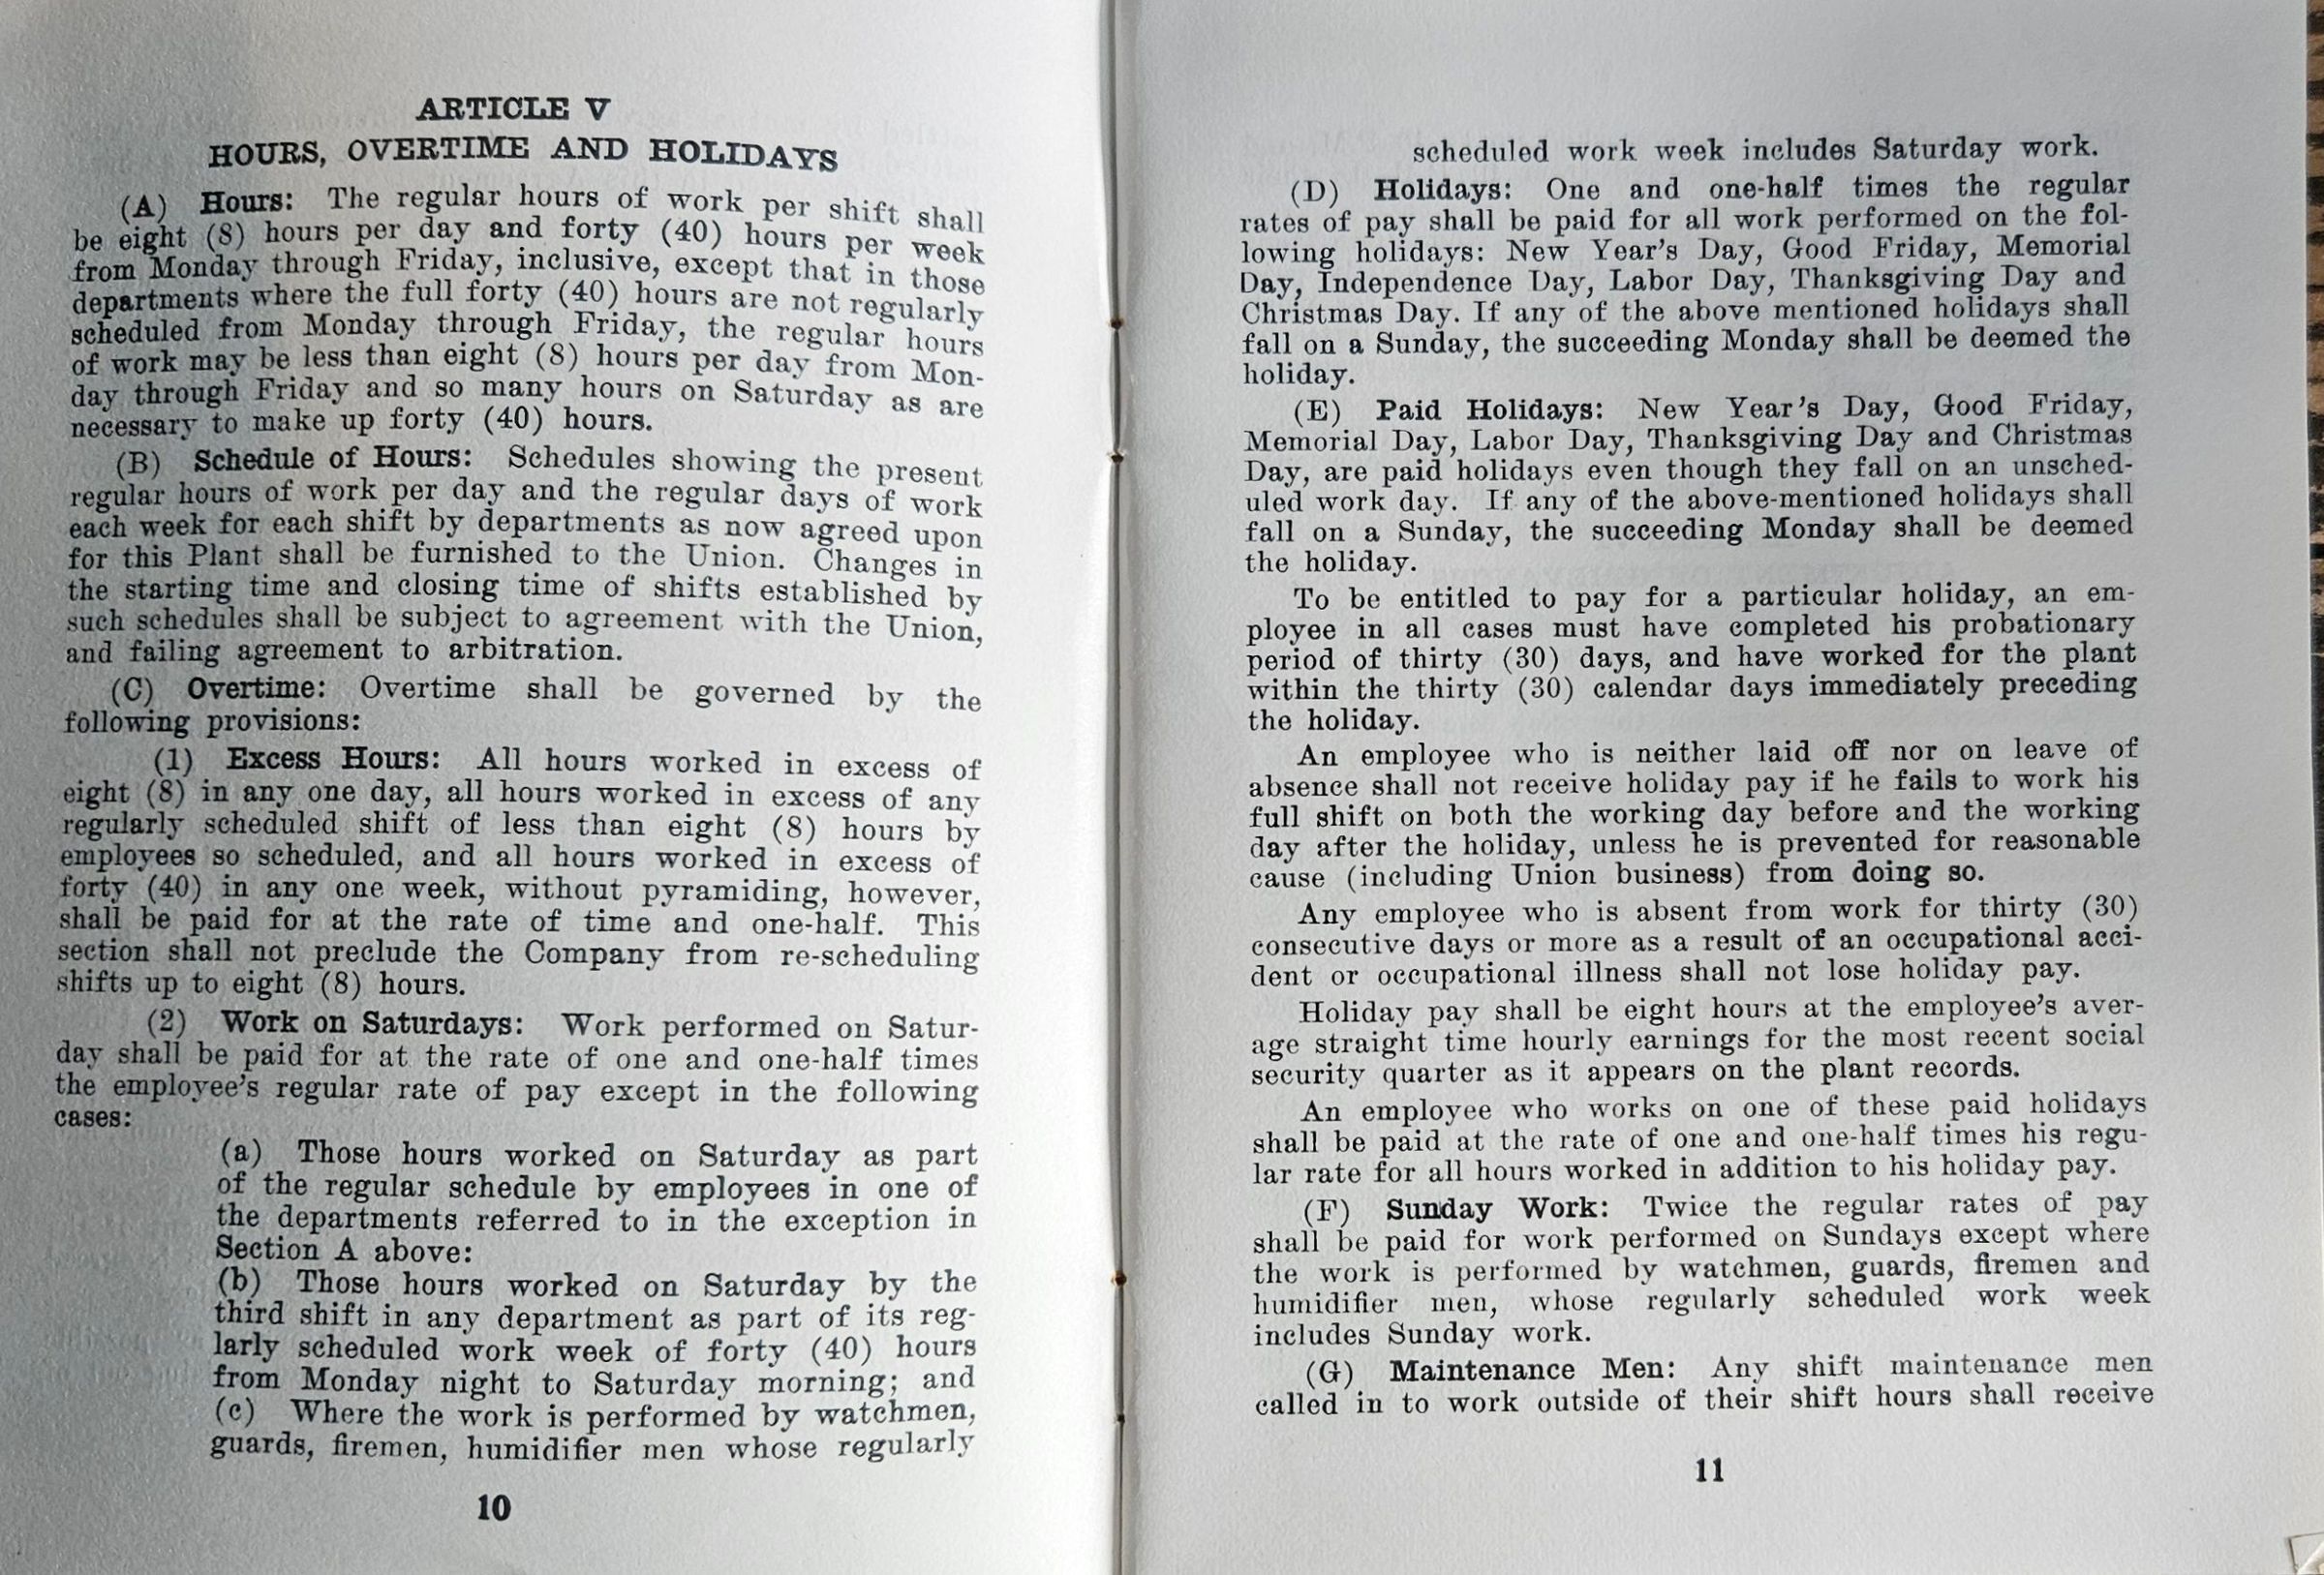 ARTICLE V
HOURS, OVERTIME AND HOLIDAYS
(A) Hours: The regular hours of work per shift shall
be eight (8) hours per day and forty (40) hours per week
from Monday through Friday, inclusive, except that in those
departments where the full forty (40) hours are not regularly
scheduled from Monday through Friday, the regular hours
of work may be less than eight (8) hours per day from Mon-
day through Friday and so many hours on Saturday as are
necessary to make up forty (40) hours.
(B) Schedule of Hours: Schedules showing the present
regular hours of work per day and the regular days of work
each week for each shift by departments as now agreed upon
for this Plant shall be furnished to the Union. Changes in
the starting time and closing time of shifts established by
such schedules shall be subject to agreement with the Union,
and failing agreement to arbitration.
(C) Overtime: Overtime shall be governed by the
following provisions:
(1) Excess Hours: All hours worked in excess of
eight (8) in any one day, all hours worked in excess of any
regularly scheduled shift of less than eight (8) hours by
employees so scheduled, and all hours worked in excess of
forty (40) in any one week, without pyramiding, however,
shall be paid for at the rate of time and one-half. This
section shall not preclude the Company from re-scheduling
shifts up to eight (8) hours.
(2) Work on Saturdays: Work performed on Satur-
day shall be paid for at the rate of one and one-half times
the employee's regular rate of pay except in the following
cases:
(a) Those hours worked on Saturday as part
of the regular schedule by employees in one of
the departments referred to in the exception in
Section A above:
(b) Those hours worked on Saturday by the
third shift in any department as part of its reg-
larly scheduled work week of forty (40) hours
from Monday night to Saturday morning; and
(c) Where the work is performed by watchmen,
guards, firemen, humidifier men whose regularly
10
scheduled work week includes Saturday work.
(D) Holidays: One and one-half times the regular
rates of pay shall be paid for all work performed on the fol-
lowing holidays: New Year's Day, Good Friday, Memorial
Day, Independence Day, Labor Day, Thanksgiving Day and
Christmas Day. If any of the above mentioned holidays shall
fall on a Sunday, the succeeding Monday shall be deemed the
holiday.
(E) Paid Holidays: New Year's Day, Good Friday,
Memorial Day, Labor Day, Thanksgiving Day and Christmas
Day, are paid holidays even though they fall on an unsched-
uled work day. If any of the above-mentioned holidays shall
fall on a Sunday, the succeeding Monday shall be deemed
the holiday.
To be entitled to pay for a particular holiday, an em-
ployee in all cases must have completed his probationary
period of thirty (30) days, and have worked for the plant
within the thirty (30) calendar days immediately preceding
the holiday.
An employee who is neither laid off nor on leave of
absence shall not receive holiday pay if he fails to work his
full shift on both the working day before and the working
day after the holiday, unless he is prevented for reasonable
cause (including Union business) from doing so.
Any employee who is absent from work for thirty (30)
consecutive days or more as a result of an occupational acci-
dent or occupational illness shall not lose holiday pay.
Holiday pay shall be eight hours at the employee's aver-
age straight time hourly earnings for the most recent social
security quarter as it appears on the plant records.
An employee who works on one of these paid holidays
shall be paid at the rate of one and one-half times his regu-
lar rate for all hours worked in addition to his holiday pay.
(F) Sunday Work: Twice the regular rates of pay
shall be paid for work performed on Sundays except where
the work is performed by watchmen, guards, firemen and
humidifier men, whose regularly scheduled work week
includes Sunday work.
(G) Maintenance Men: Any shift maintenance men
called in to work outside of their shift hours shall receive
11